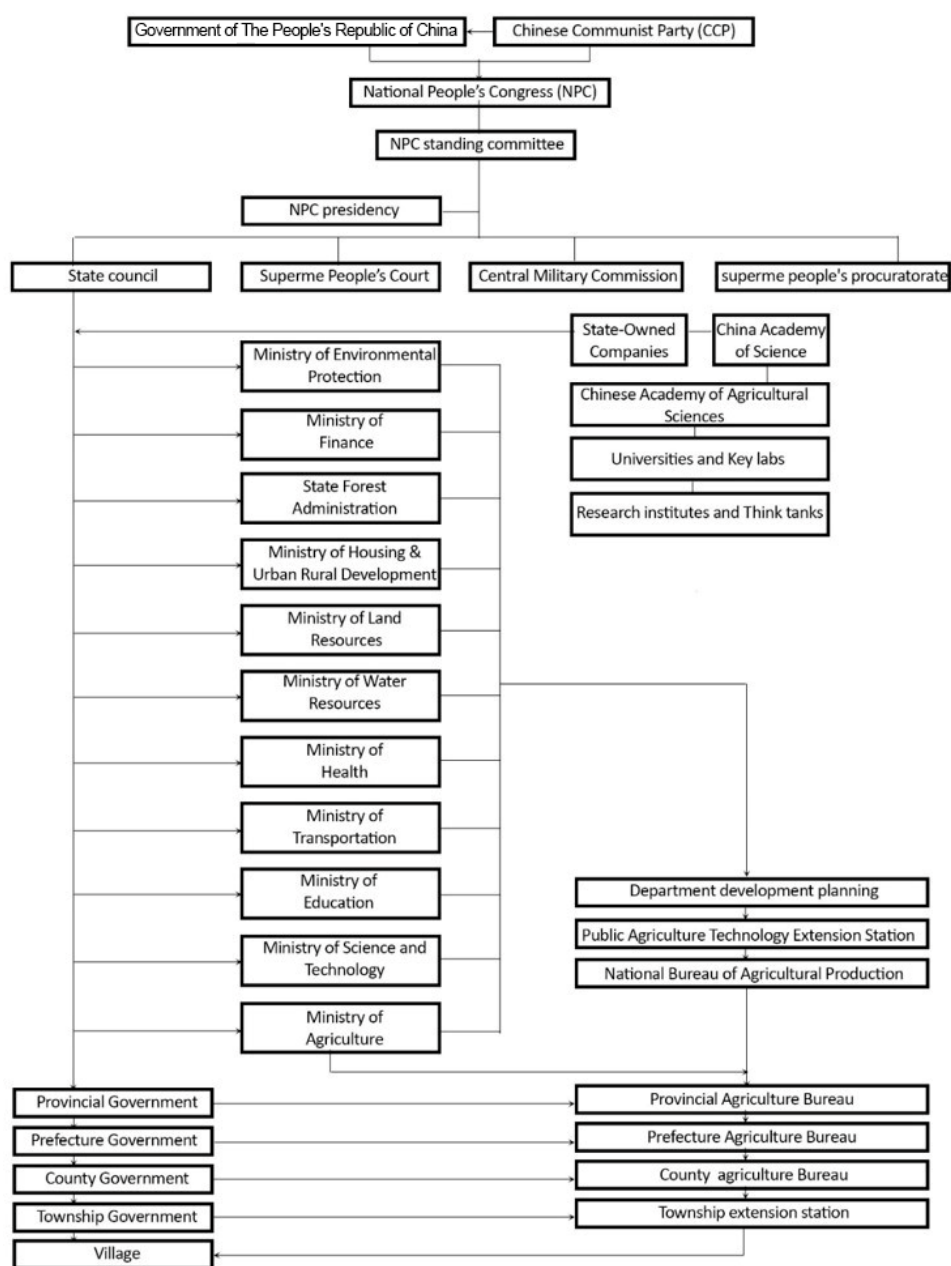 Government of The People's Republic of China
Chinese Communist Party (CCP)
National People's Congress (NPC)
NPC standing committee
NPC presidency
State council
Superme People's Court
Central Military Commission
superme people's procuratorate
State-Owned
Companies
China Academy
of Science
Ministry of Environmental
Protection
Chinese Academy of Agricultural
Sciences
Ministry of
Finance
Universities and Key labs
State Forest
Administration
Research institutes and Think tanks
Ministry of Housing &
Urban Rural Development
Ministry of Land
Resources
Ministry of Water
Resources
Ministry of
Health
Ministry of
Transportation
Ministry of
Education
Department development planning
Public Agriculture Technology Extension Station
Ministry of Science and
Technology
National Bureau of Agricultural Production
Ministry of
Agriculture
Provincial Government
Provincial Agriculture Bureau
Prefecture Government
Prefecture Agriculture Bureau
County Government
County agriculture Bureau
Township Government
Township extension station
Village